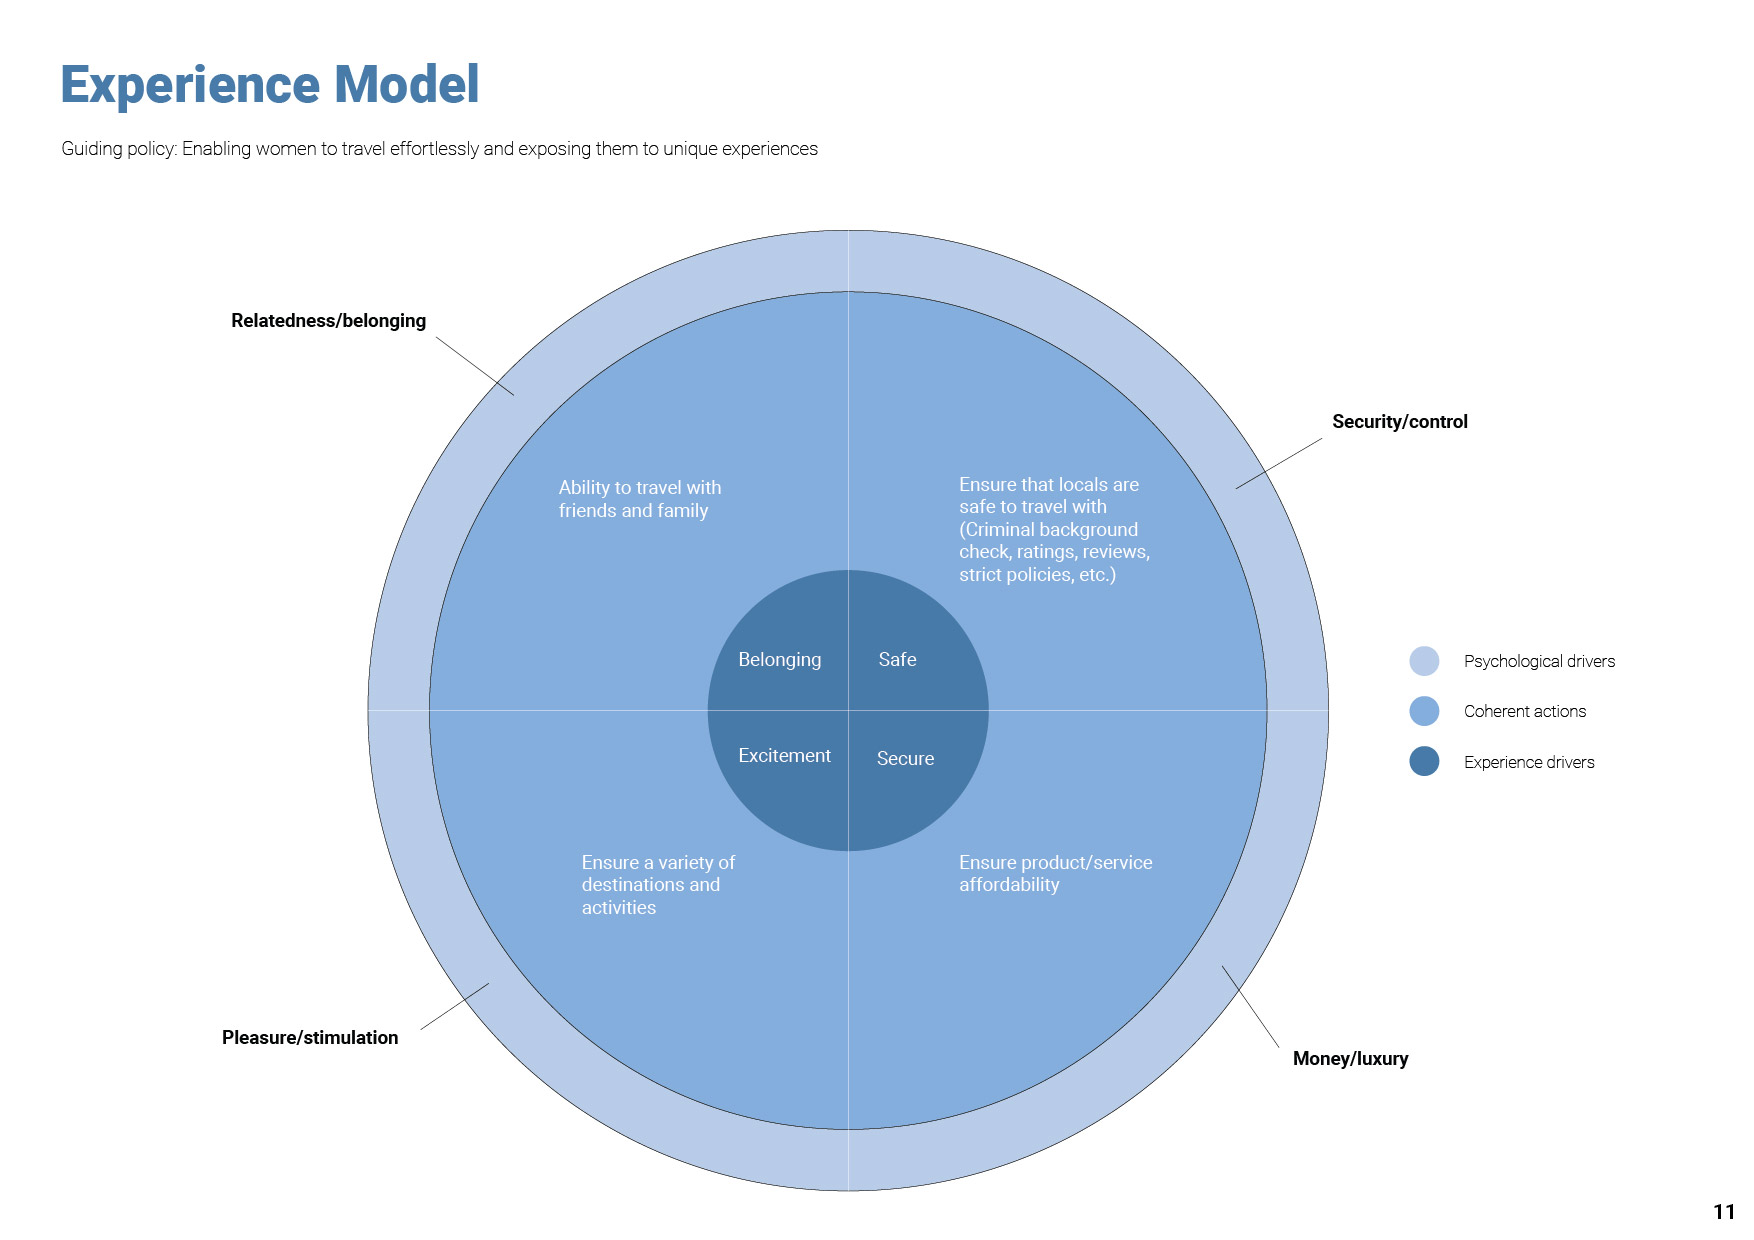 Experience Model
Guiding policy: Enabling women to travel effortlessly and exposing them to unique experiences
Relatedness/belonging
Security/control
Ability to travel with
friends and family
Ensure that locals are
safe to travel with
(Criminal background
check, ratings, reviews,
strict policies, etc.)
Belonging
Safe
Excitement
Secure
Ensure a variety of
destinations and
activities
Ensure product/service
affordability
Pleasure/stimulation
Money/luxury
Psychological drivers
Coherent actions
Experience drivers
11